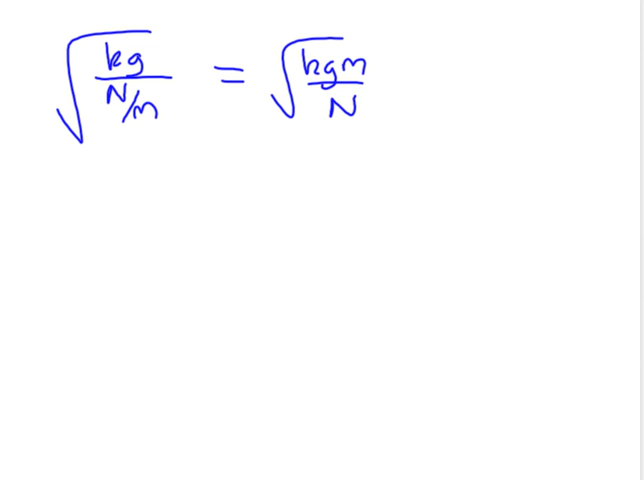 √(kg / (N/m)) = √(kgm / N)